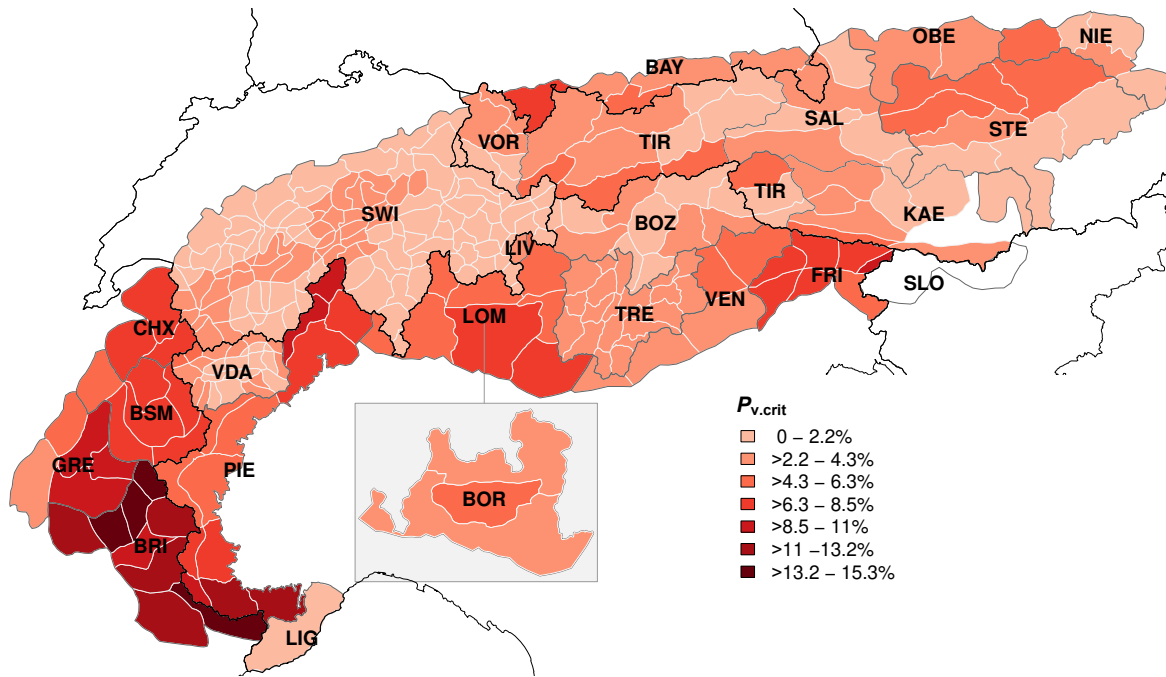 OBE
NIE
BAY
SAL
STE
VOR
TIR
TIR
SWI
BOZ
KAE
LIV
FRI
SLO
VEN
LOM
TRE
CHX
VDA
BSM
GRE
PIE
BOR
BRI
LIG
Pv.crit
0 – 2.2%
>2.2 – 4.3%
>4.3 – 6.3%
>6.3 – 8.5%
>8.5 – 11%
>11 –13.2%
>13.2 – 15.3%